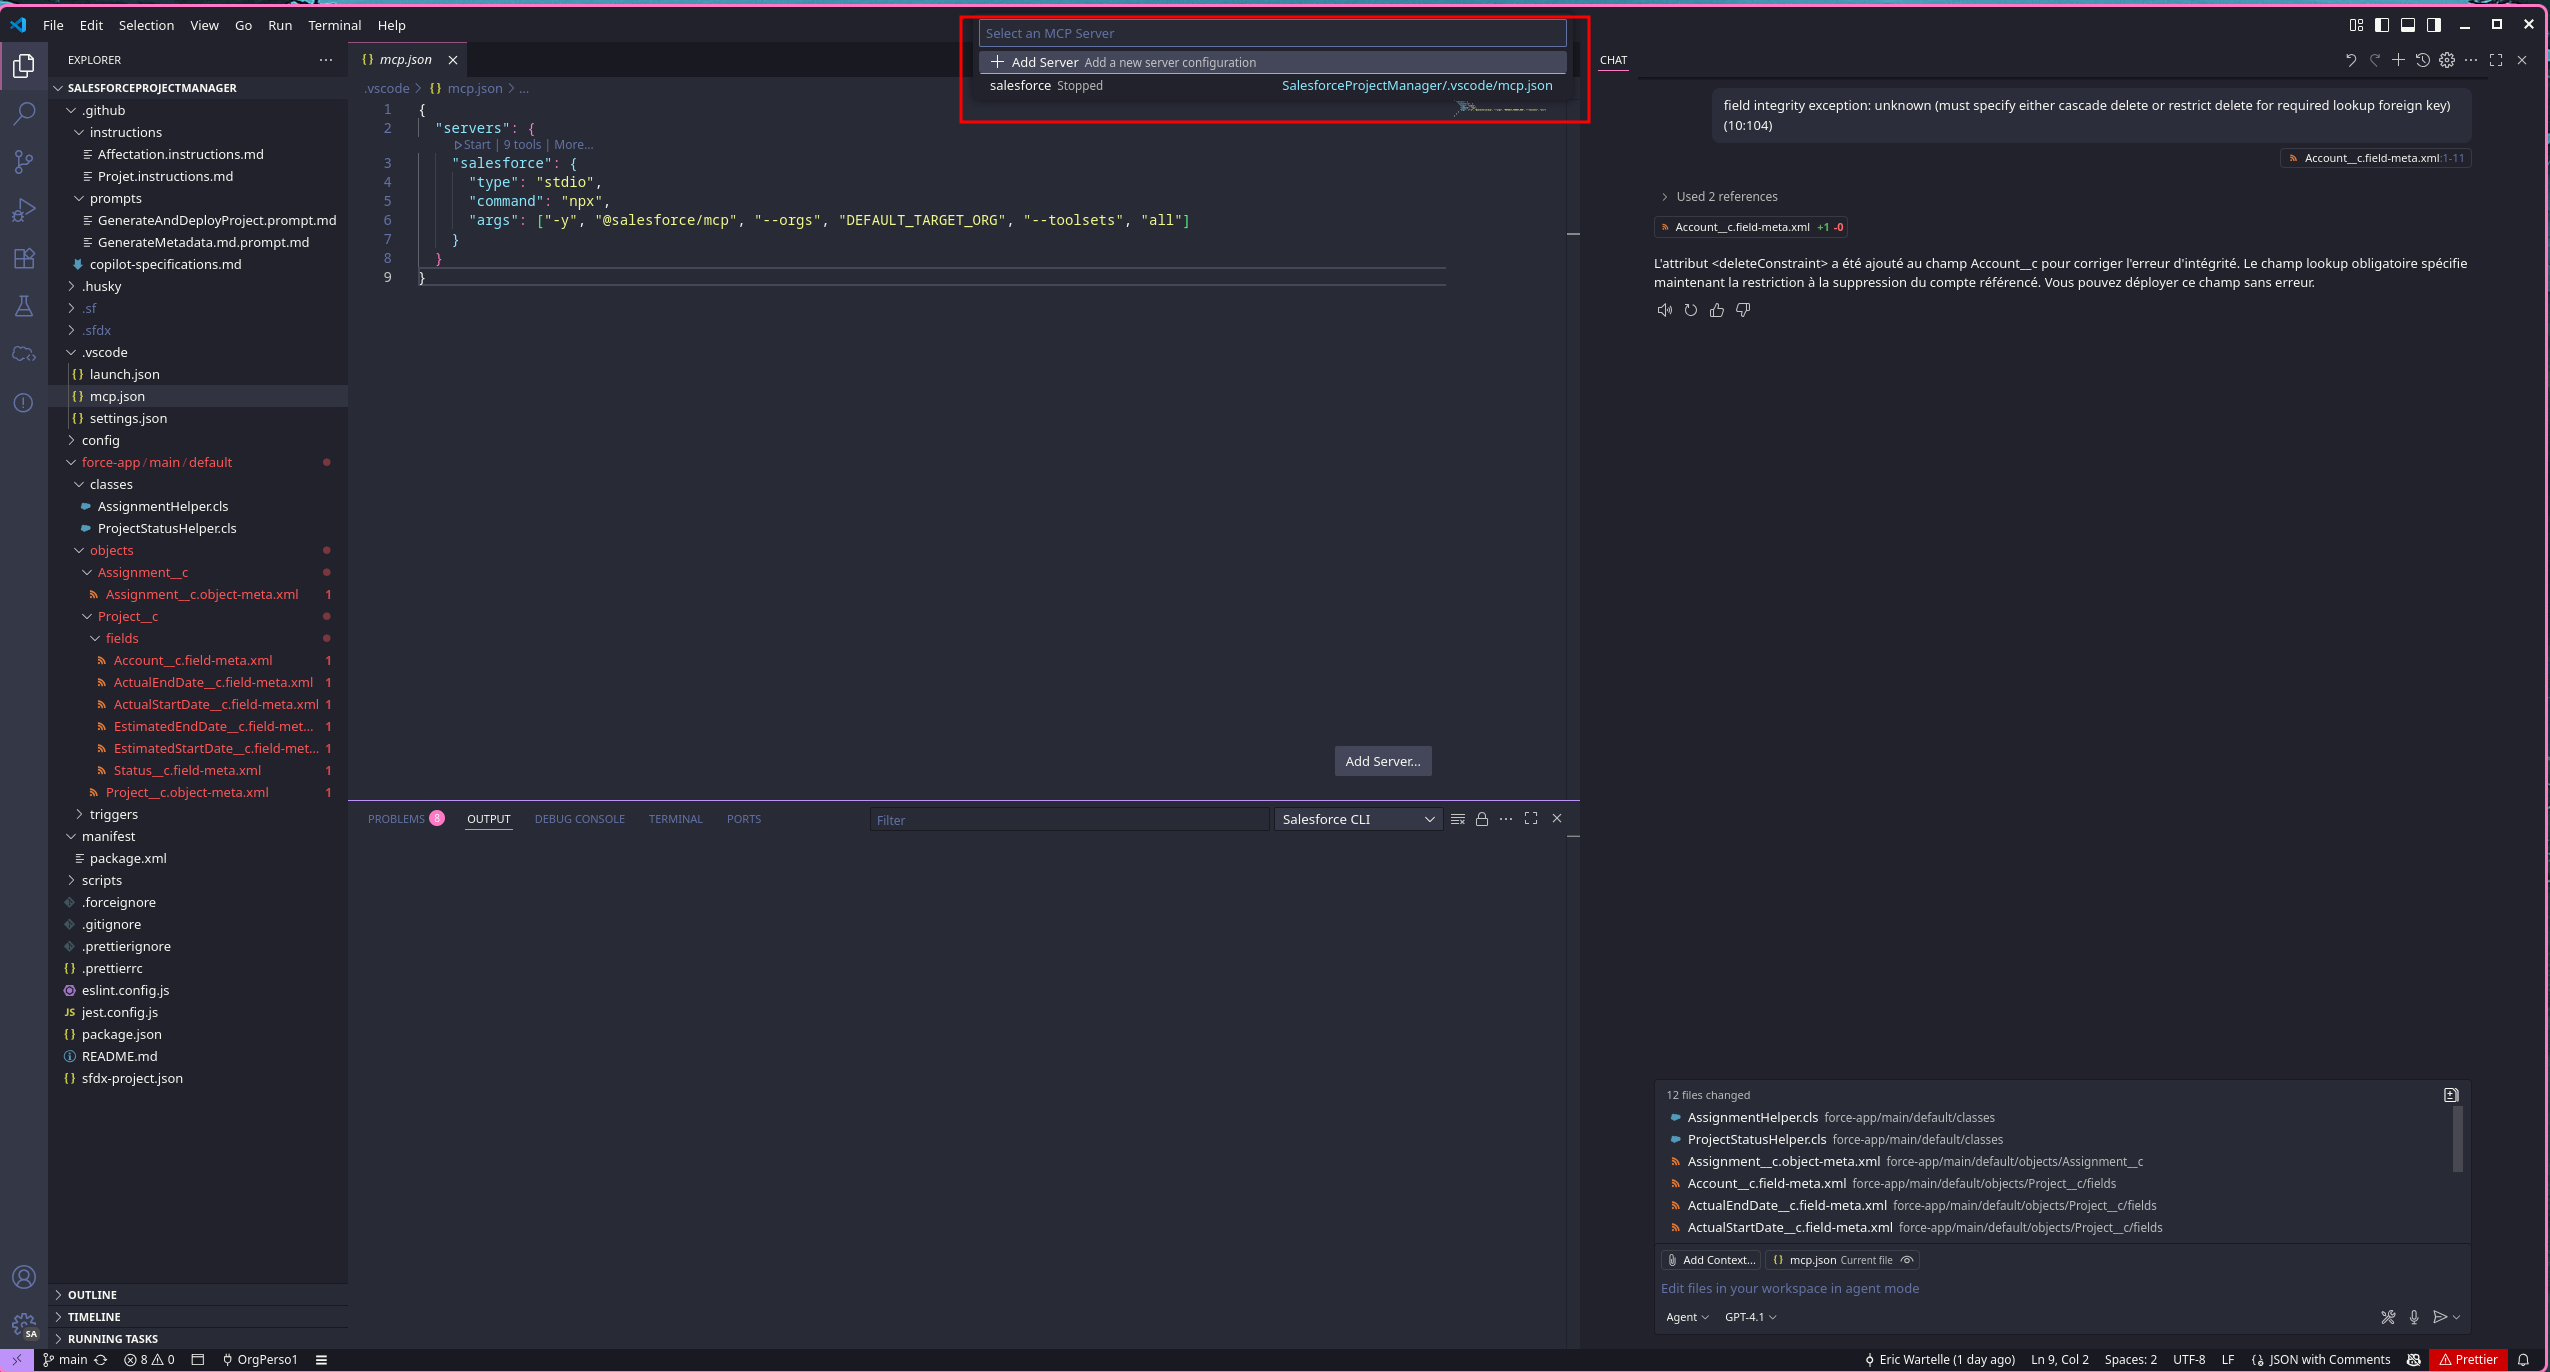 File Edit Selection View Go Run Terminal Help
Select an MCP Server
Add Server Add a new server configuration
salesforce Stopped SalesforceProjectManager/.vscode/mcp.json
EXPLORER
SALESFORCEPROJECTMANAGER
.github
instructions
Affectation.instructions.md
Projet.instructions.md
prompts
GenerateAndDeployProject.prompt.md
GenerateMetadata.md.prompt.md
copilot-specifications.md
.husky
.sf
.sfdx
.vscode
launch.json
mcp.json
settings.json
config
force-app / main / default
classes
AssignmentHelper.cls
ProjectStatusHelper.cls
objects
Assignment__c
Assignment__c.object-meta.xml 1
Project__c
fields
Account__c.field-meta.xml 1
ActualEndDate__c.field-meta.xml 1
ActualStartDate__c.field-meta.xml 1
EstimatedEndDate__c.field-met... 1
EstimatedStartDate__c.field-met... 1
Status__c.field-meta.xml 1
Project__c.object-meta.xml 1
triggers
manifest
package.xml
scripts
.forceignore
.gitignore
.prettierignore
.prettierrc
eslint.config.js
JS jest.config.js
package.json
README.md
sfdx-project.json
OUTLINE
TIMELINE
RUNNING TASKS
SA
mcp.json
.vscode > mcp.json > ...
1 {
2 "servers": {
Start | 9 tools | More...
3 "salesforce": {
4 "type": "stdio",
5 "command": "npx",
6 "args": ["-y", "@salesforce/mcp", "--orgs", "DEFAULT_TARGET_ORG", "--toolsets", "all"]
7 }
8 }
9 }
Add Server...
PROBLEMS 8 OUTPUT DEBUG CONSOLE TERMINAL PORTS
Filter
Salesforce CLI
CHAT
field integrity exception: unknown (must specify either cascade delete or restrict delete for required lookup foreign key)
(10:104)
Account__c.field-meta.xml:1-11
Used 2 references
Account__c.field-meta.xml +1 -0
L'attribut <deleteConstraint> a été ajouté au champ Account__c pour corriger l'erreur d'intégrité. Le champ lookup obligatoire spécifie
maintenant la restriction à la suppression du compte référencé. Vous pouvez déployer ce champ sans erreur.
12 files changed
AssignmentHelper.cls force-app/main/default/classes
ProjectStatusHelper.cls force-app/main/default/classes
Assignment__c.object-meta.xml force-app/main/default/objects/Assignment__c
Account__c.field-meta.xml force-app/main/default/objects/Project__c/fields
ActualEndDate__c.field-meta.xml force-app/main/default/objects/Project__c/fields
ActualStartDate__c.field-meta.xml force-app/main/default/objects/Project__c/fields
Add Context... mcp.json Current file
Edit files in your workspace in agent mode
Agent GPT-4.1
main 8 0 OrgPerso1
Eric Wartelle (1 day ago) Ln 9, Col 2 Spaces: 2 UTF-8 LF JSON with Comments Prettier